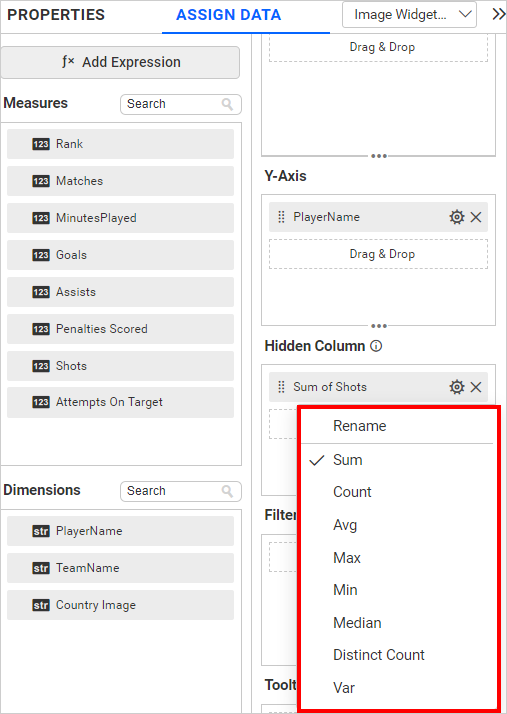 PROPERTIES
ASSIGN DATA
Image Widget...
Add Expression
Measures
Search
123 Rank
123 Matches
123 MinutesPlayed
123 Goals
123 Assists
123 Penalties Scored
123 Shots
123 Attempts On Target
Dimensions
Search
str PlayerName
str TeamName
str Country Image
Drag & Drop
Y-Axis
PlayerName
Drag & Drop
Hidden Column
Sum of Shots
Rename
Sum
Count
Avg
Max
Min
Median
Distinct Count
Var
Filter
Toolt